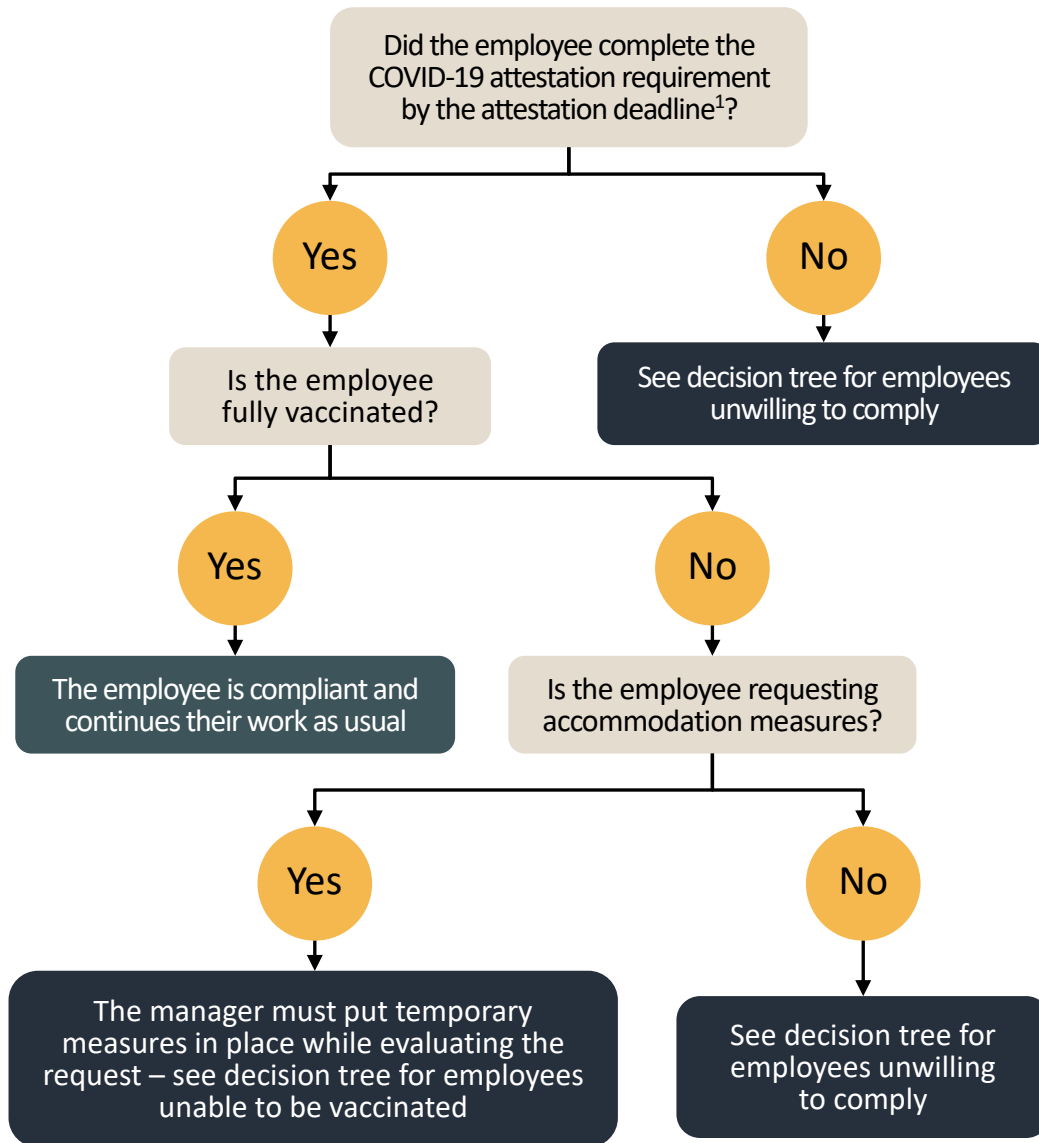 Did the employee complete the
COVID-19 attestation requirement
by the attestation deadline¹?
Yes
No
Is the employee
fully vaccinated?
See decision tree for employees
unwilling to comply
Yes
No
The employee is compliant and
continues their work as usual
Is the employee requesting
accommodation measures?
Yes
No
The manager must put temporary
measures in place while evaluating the
request – see decision tree for employees
unable to be vaccinated
See decision tree for
employees unwilling
to comply